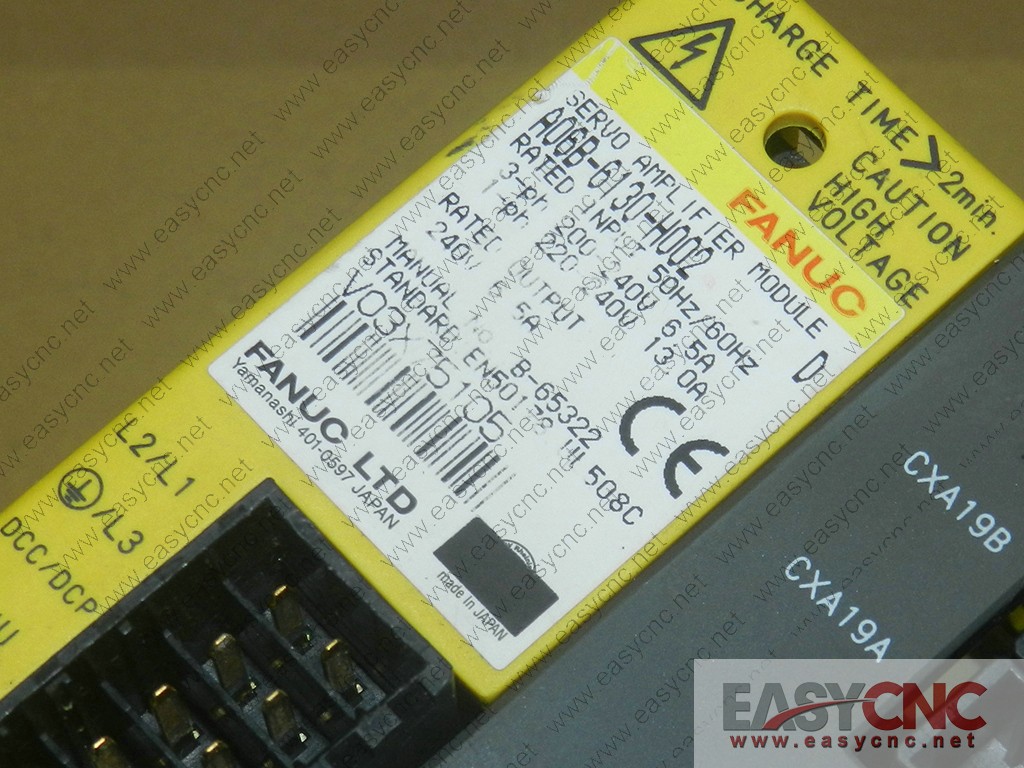 CHARGE TIME>2min.
CAUTION
HIGH
VOLTAGE
FANUC
SERVO AMPLIFIER MODULE D
A06B-6130-H002
RATED INPUT 50HZ/60HZ
3-ph 200 240V 6.5A
1-ph 220 240V 13.0A
RATED OUTPUT
240V 5A
MANUAL B-65322
STANDARD EN50178 U 508C
V03X
FANUC LTD
Yamanashi 401-0597 JAPAN
made in JAPAN
L2/L1
/L3
DCC/DCP
CXA19B
CXA19A
EASYCNC
www.easycnc.net